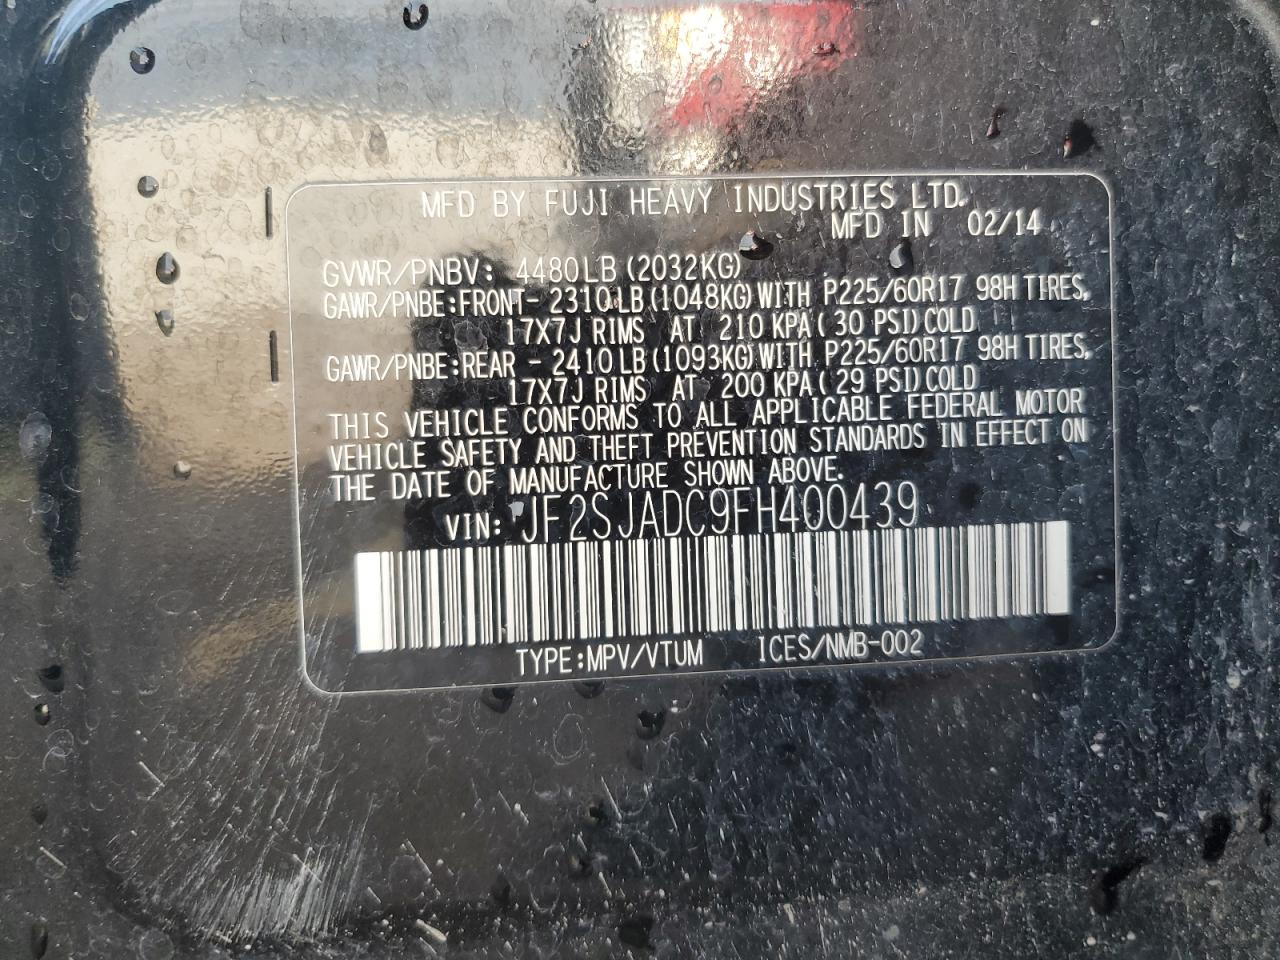 MFD BY FUJI HEAVY INDUSTRIES LTD.
MFD IN 02/14
GVWR/PNBV: 4480LB (2032KG)
GAWR/PNBE:FRONT- 2310 LB (1048KG) WITH P225/60R17 98H TIRES,
17X7J RIMS AT 210 KPA ( 30 PSI) COLD
GAWR/PNBE:REAR - 2410 LB (1093KG) WITH P225/60R17 98H TIRES,
17X7J RIMS AT 200 KPA ( 29 PSI) COLD
THIS VEHICLE CONFORMS TO ALL APPLICABLE FEDERAL MOTOR
VEHICLE SAFETY AND THEFT PREVENTION STANDARDS IN EFFECT ON
THE DATE OF MANUFACTURE SHOWN ABOVE.
VIN: JF2SJADC9FH400439
TYPE:MPV/VTUM ICES/NMB-002